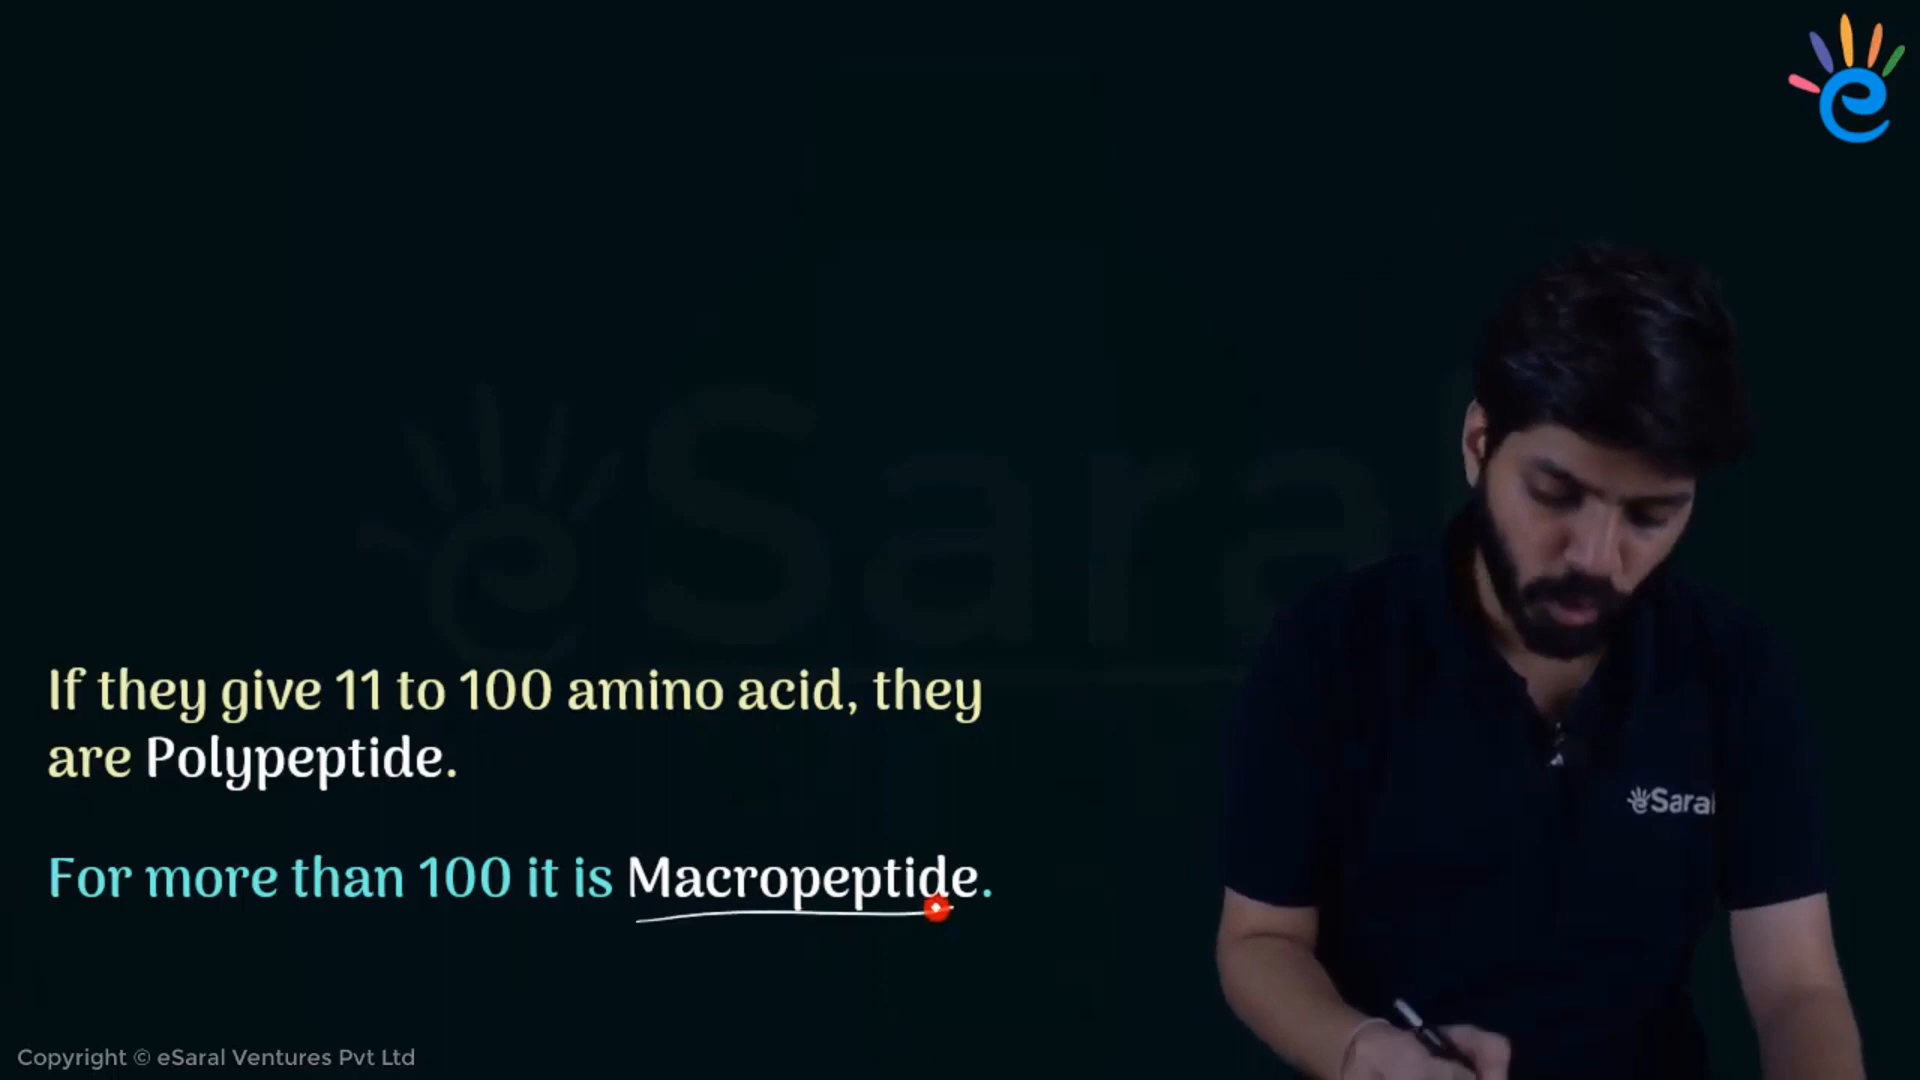 If they give 11 to 100 amino acid, they
are Polypeptide.
For more than 100 it is Macropeptide.
eSaral
eSaral
Copyright © eSaral Ventures Pvt Ltd